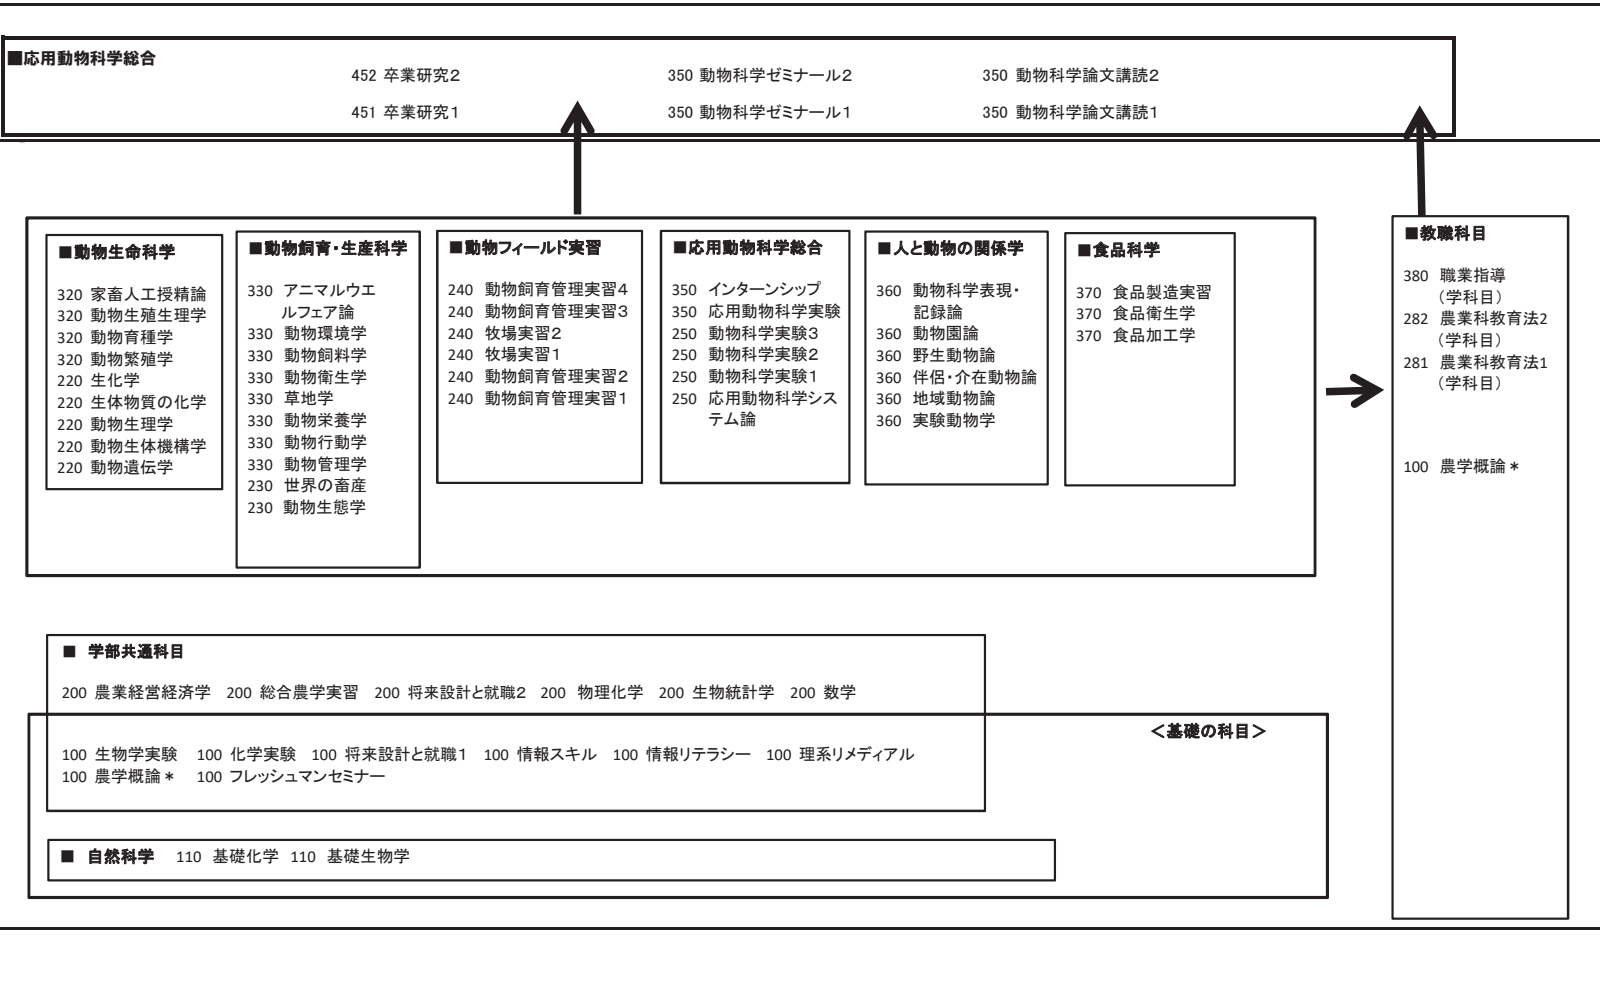 ■応用動物科学総合
452 卒業研究2 350 動物科学ゼミナール2 350 動物科学論文講読2
451 卒業研究1 350 動物科学ゼミナール1 350 動物科学論文講読1
■動物生命科学
320 家畜人工授精論
320 動物生殖生理学
320 動物育種学
320 動物繁殖学
220 生化学
220 生体物質の化学
220 動物生理学
220 動物生体機構学
220 動物遺伝学
■動物飼育・生産科学
330 アニマルウエ
ルフェア論
330 動物環境学
330 動物飼料学
330 動物衛生学
330 草地学
330 動物栄養学
330 動物行動学
330 動物管理学
230 世界の畜産
230 動物生態学
■動物フィールド実習
240 動物飼育管理実習4
240 動物飼育管理実習3
240 牧場実習2
240 牧場実習1
240 動物飼育管理実習2
240 動物飼育管理実習1
■応用動物科学総合
350 インターンシップ
350 応用動物科学実験
250 動物科学実験3
250 動物科学実験2
250 動物科学実験1
250 応用動物科学シス
テム論
■人と動物の関係学
360 動物科学表現・
記録論
360 動物園論
360 野生動物論
360 伴侶・介在動物論
360 地域動物論
360 実験動物学
■食品科学
370 食品製造実習
370 食品衛生学
370 食品加工学
■教職科目
380 職業指導
(学科目)
282 農業科教育法2
(学科目)
281 農業科教育法1
(学科目)
100 農学概論＊
■ 学部共通科目
200 農業経営経済学 200 総合農学実習 200 将来設計と就職2 200 物理化学 200 生物統計学 200 数学
＜基礎の科目＞
100 生物学実験 100 化学実験 100 将来設計と就職1 100 情報スキル 100 情報リテラシー 100 理系リメディアル
100 農学概論＊ 100 フレッシュマンセミナー
■ 自然科学 110 基礎化学 110 基礎生物学